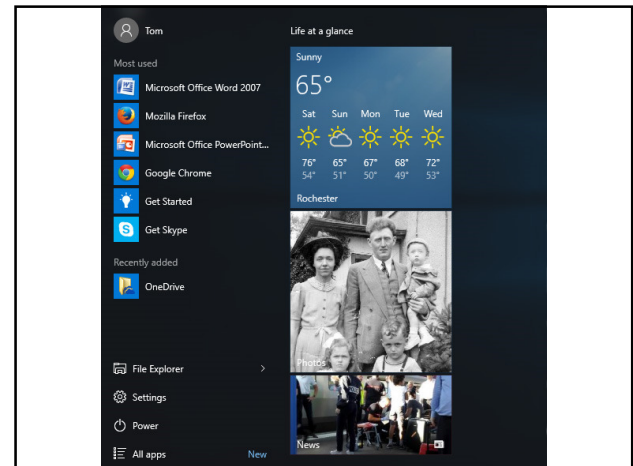 Tom
Most used
Microsoft Office Word 2007
Mozilla Firefox
Microsoft Office PowerPoint...
Google Chrome
Get Started
Get Skype
Recently added
OneDrive
File Explorer
Settings
Power
All apps New
Life at a glance
Sunny
65°
Sat Sun Mon Tue Wed
76° 65° 67° 68° 72°
54° 51° 50° 49° 53°
Rochester
Photos
News